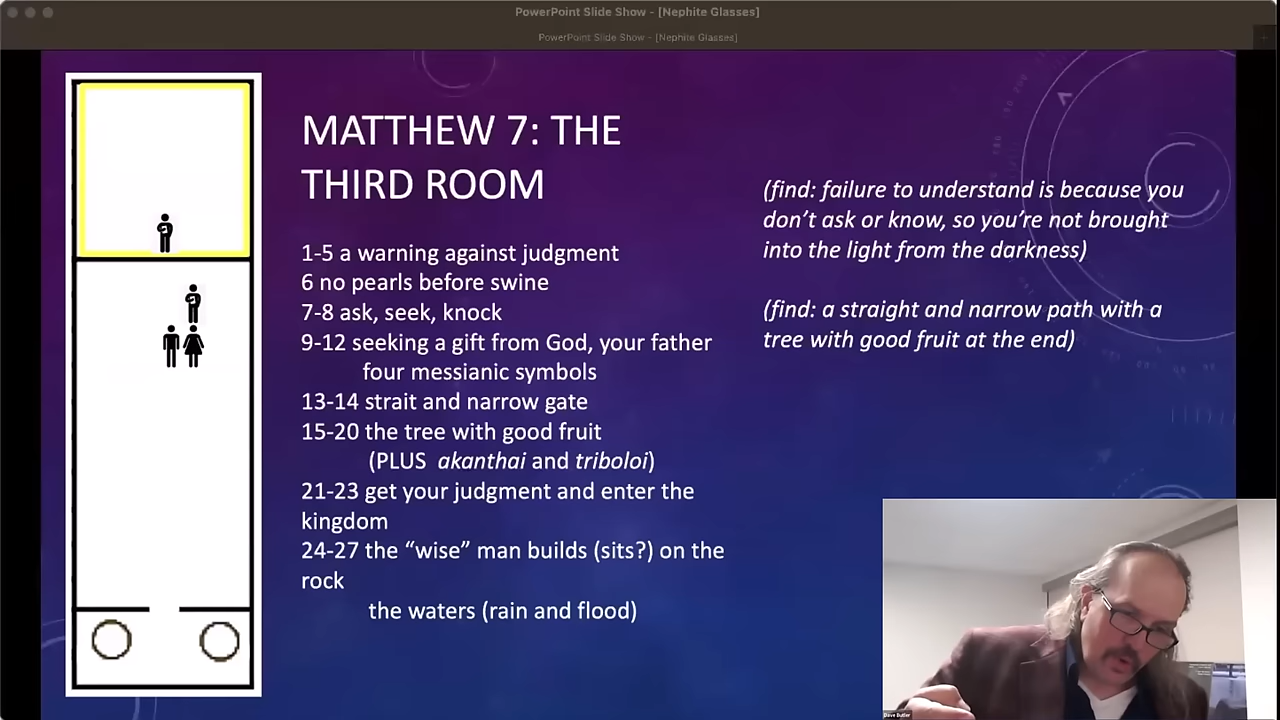 PowerPoint Slide Show - [Nephite Glasses]
PowerPoint Slide Show - [Nephite Glasses]
MATTHEW 7: THE
THIRD ROOM
1-5 a warning against judgment
6 no pearls before swine
7-8 ask, seek, knock
9-12 seeking a gift from God, your father
four messianic symbols
13-14 strait and narrow gate
15-20 the tree with good fruit
(PLUS akanthai and triboloi)
21-23 get your judgment and enter the
kingdom
24-27 the “wise” man builds (sits?) on the
rock
the waters (rain and flood)
(find: failure to understand is because you
don’t ask or know, so you’re not brought
into the light from the darkness)
(find: a straight and narrow path with a
tree with good fruit at the end)
Dave Butler